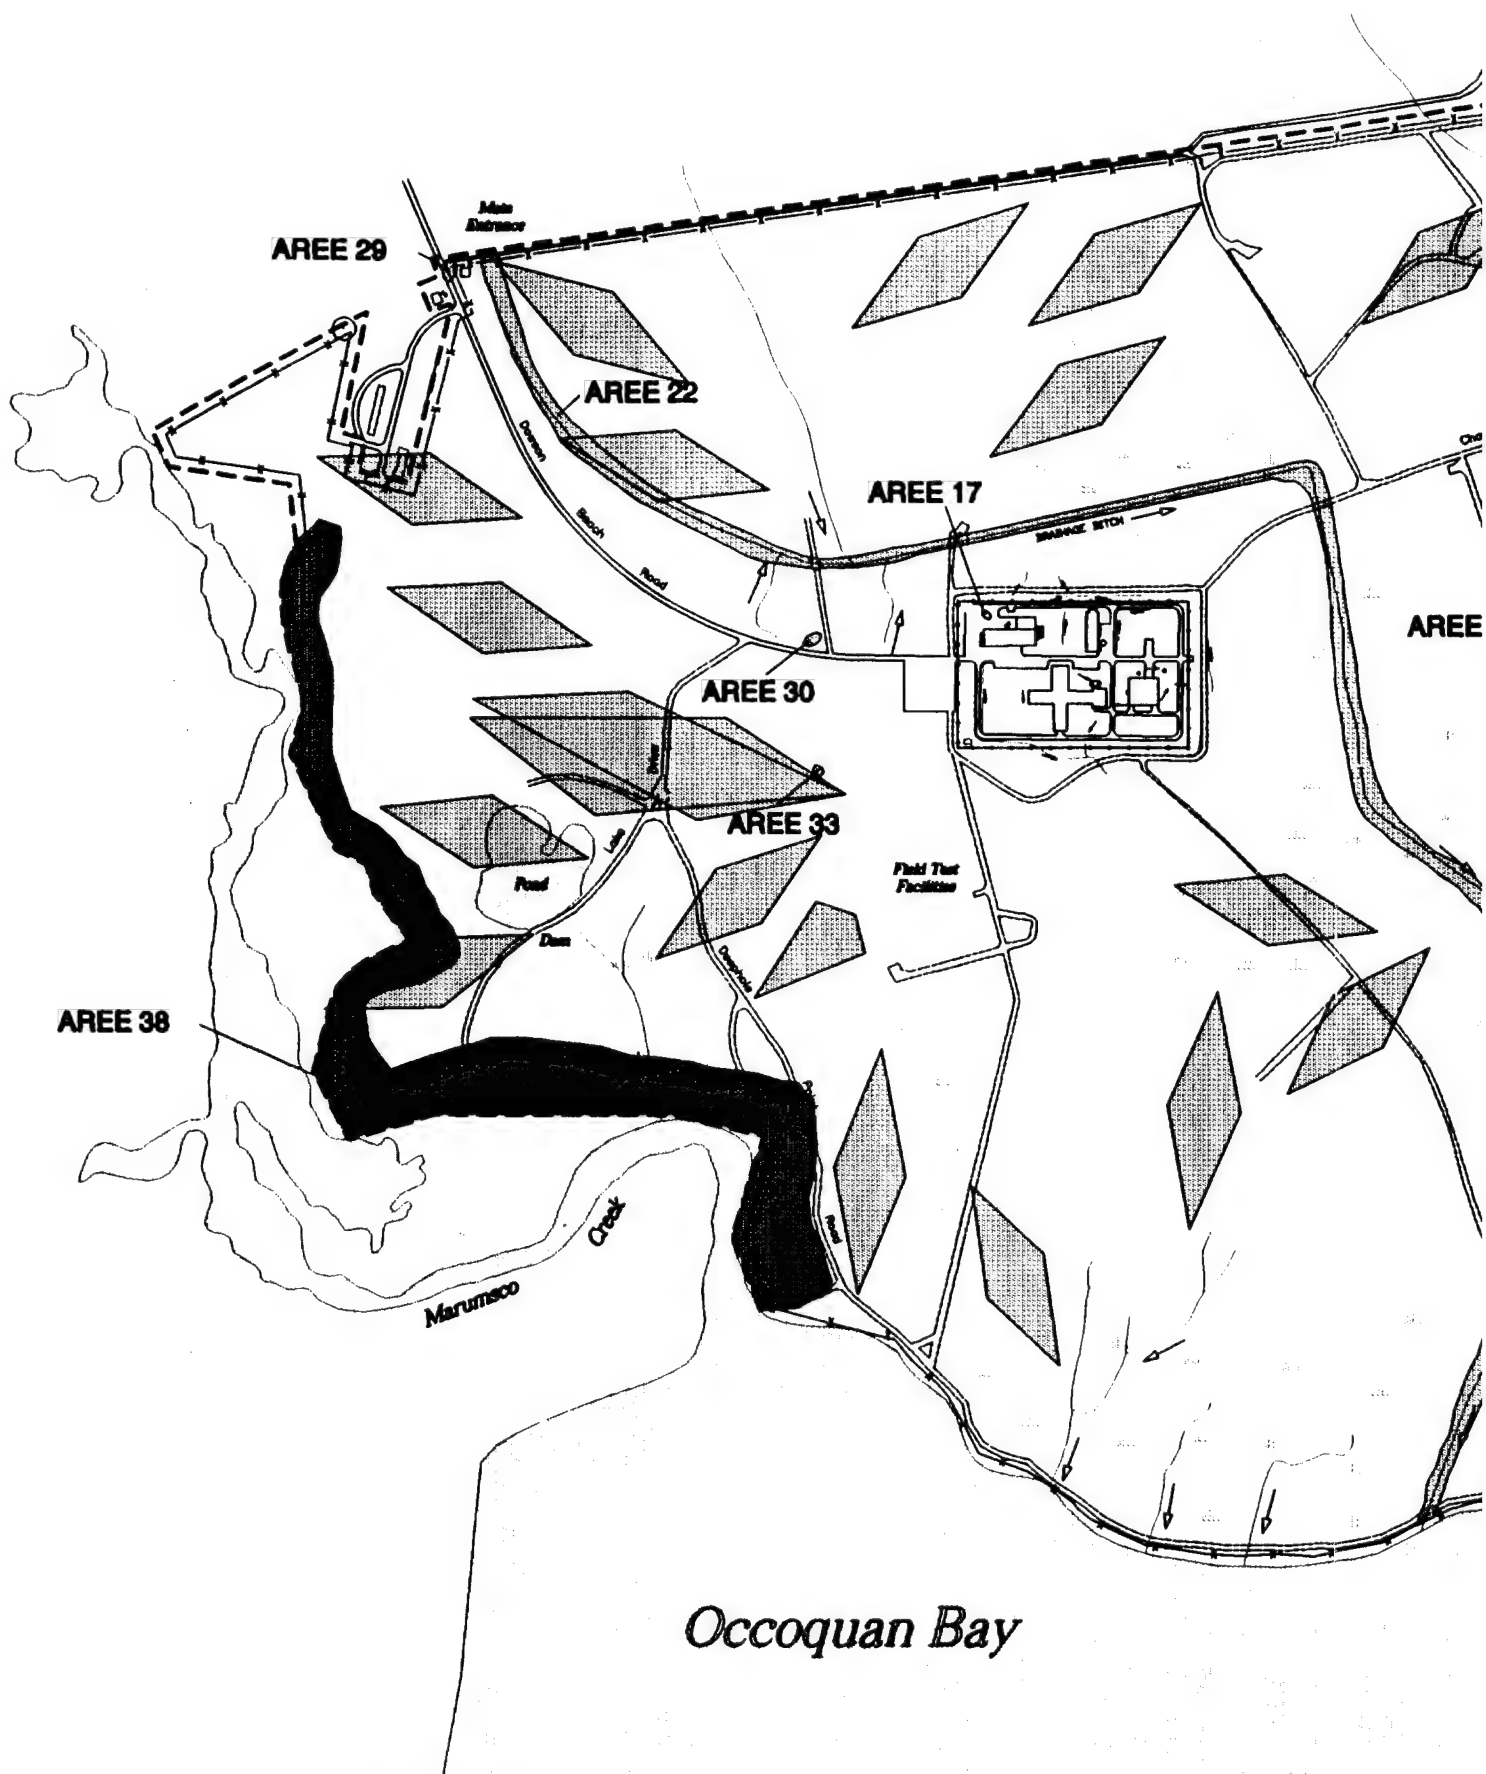 Main
Entrance
AREE 29
AREE 22
Dawson
Beach
Road
AREE 17
DRAINAGE DITCH
AREE
AREE 30
Drive
Lake
AREE 33
Pond
Field Test
Facilities
Dam
Deephole
AREE 38
Road
Creek
Marumsco
Occoquan Bay